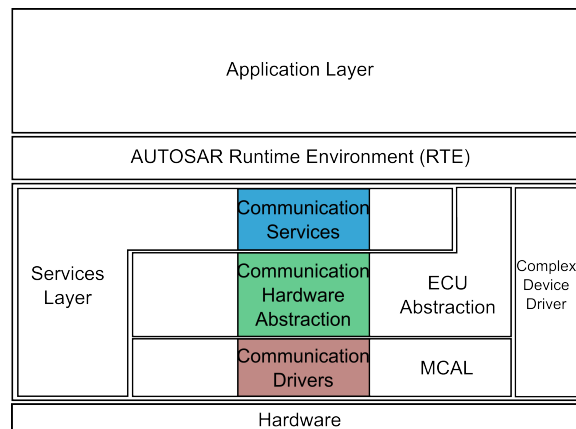 Application Layer
AUTOSAR Runtime Environment (RTE)
Communication
Services
Services
Layer
Communication
Hardware
Abstraction
ECU
Abstraction
Complex
Device
Driver
Communication
Drivers
MCAL
Hardware